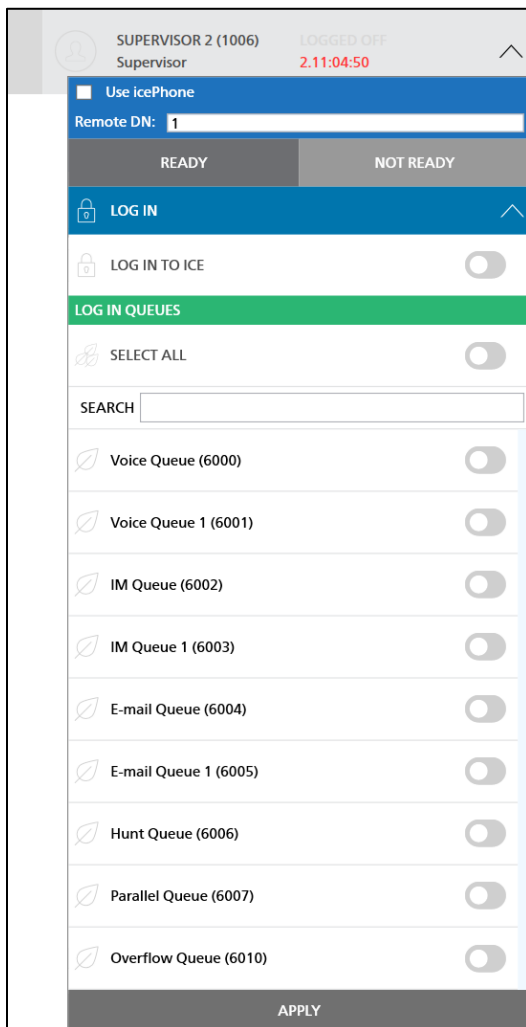 SUPERVISOR 2 (1006) LOGGED OFF
Supervisor 2.11:04:50
Use icePhone
Remote DN: 1
READY NOT READY
LOG IN
LOG IN TO ICE
LOG IN QUEUES
SELECT ALL
SEARCH
Voice Queue (6000)
Voice Queue 1 (6001)
IM Queue (6002)
IM Queue 1 (6003)
E-mail Queue (6004)
E-mail Queue 1 (6005)
Hunt Queue (6006)
Parallel Queue (6007)
Overflow Queue (6010)
APPLY